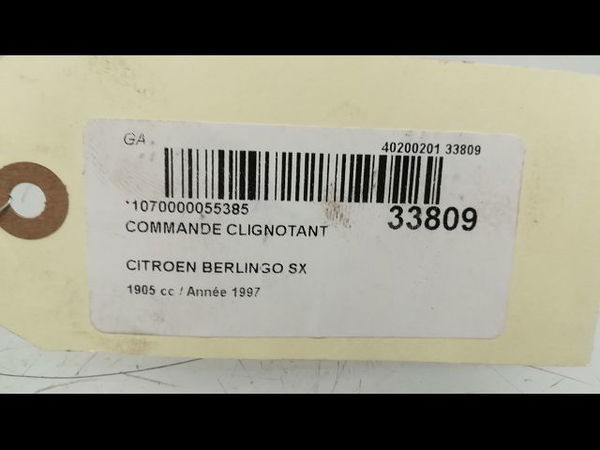 GA
40200201 33809
*1070000055385
33809
COMMANDE CLIGNOTANT
CITROEN BERLINGO SX
1905 cc / Année 1997